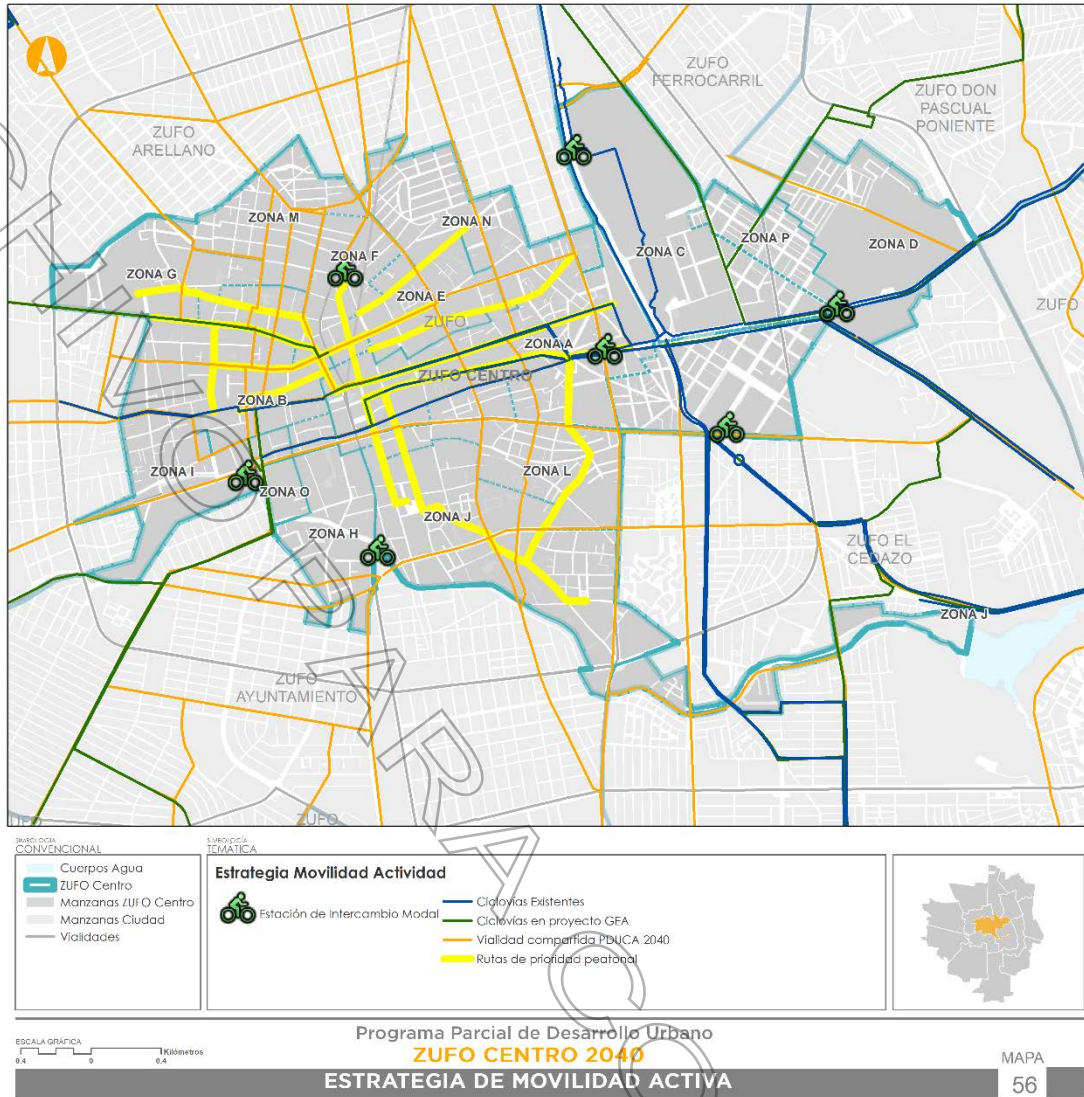 ZUFO
FERROCARRIL
ZUFO DON
PASCUAL
PONIENTE
ZUFO
ARELLANO
ZONA M
ZONA N
ZONA F
ZONA C
ZONA P
ZONA D
ZONA G
ZONA E
ZUFO
ZUFO
ZONA A
ZUFO CENTRO
ZONA B
ZONA I
ZONA O
ZONA L
ZONA J
ZONA H
ZUFO EL
CEDAZO
ZONA J
ZUFO
AYUNTAMIENTO
ZUFO
ZUFO
SIMBOLOGÍA
CONVENCIONAL
Cuerpos Agua
ZUFO Centro
Manzanas ZUFO Centro
Manzanas Ciudad
Vialidades
SIMBOLOGÍA
TEMÁTICA
Estrategia Movilidad Actividad
Estación de Intercambio Modal
Ciclovías Existentes
Ciclovías en proyecto GEA
Vialidad compartida PDUCA 2040
Rutas de prioridad peatonal
ESCALA GRÁFICA
0.4 0 0.4 Kilómetros
Programa Parcial de Desarrollo Urbano
ZUFO CENTRO 2040
ESTRATEGIA DE MOVILIDAD ACTIVA
MAPA
56